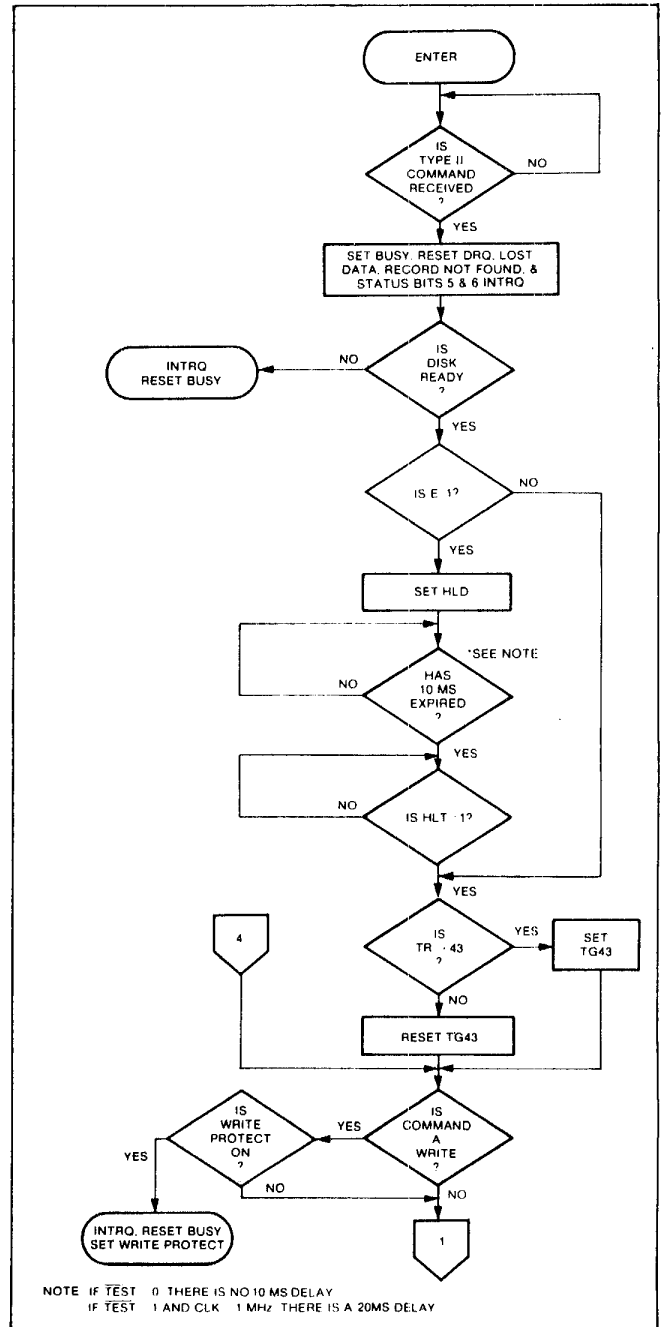 ENTER
IS
TYPE II
COMMAND
RECEIVED
?
NO
YES
SET BUSY, RESET DRQ, LOST
DATA, RECORD NOT FOUND, &
STATUS BITS 5 & 6 INTRQ
IS
DISK
READY
?
NO
INTRQ
RESET BUSY
YES
IS E 1?
NO
YES
SET HLD
*SEE NOTE
HAS
10 MS
EXPIRED
?
NO
YES
IS HLT 1?
NO
YES
4
IS
TR 43
?
YES
SET
TG43
NO
RESET TG43
IS
COMMAND
A
WRITE
?
YES
IS
WRITE
PROTECT
ON
?
YES
NO
NO
INTRQ, RESET BUSY
SET WRITE PROTECT
1
NOTE IF T̅E̅S̅T̅ 0 THERE IS NO 10 MS DELAY
IF T̅E̅S̅T̅ 1 AND CLK 1 MHz THERE IS A 20MS DELAY